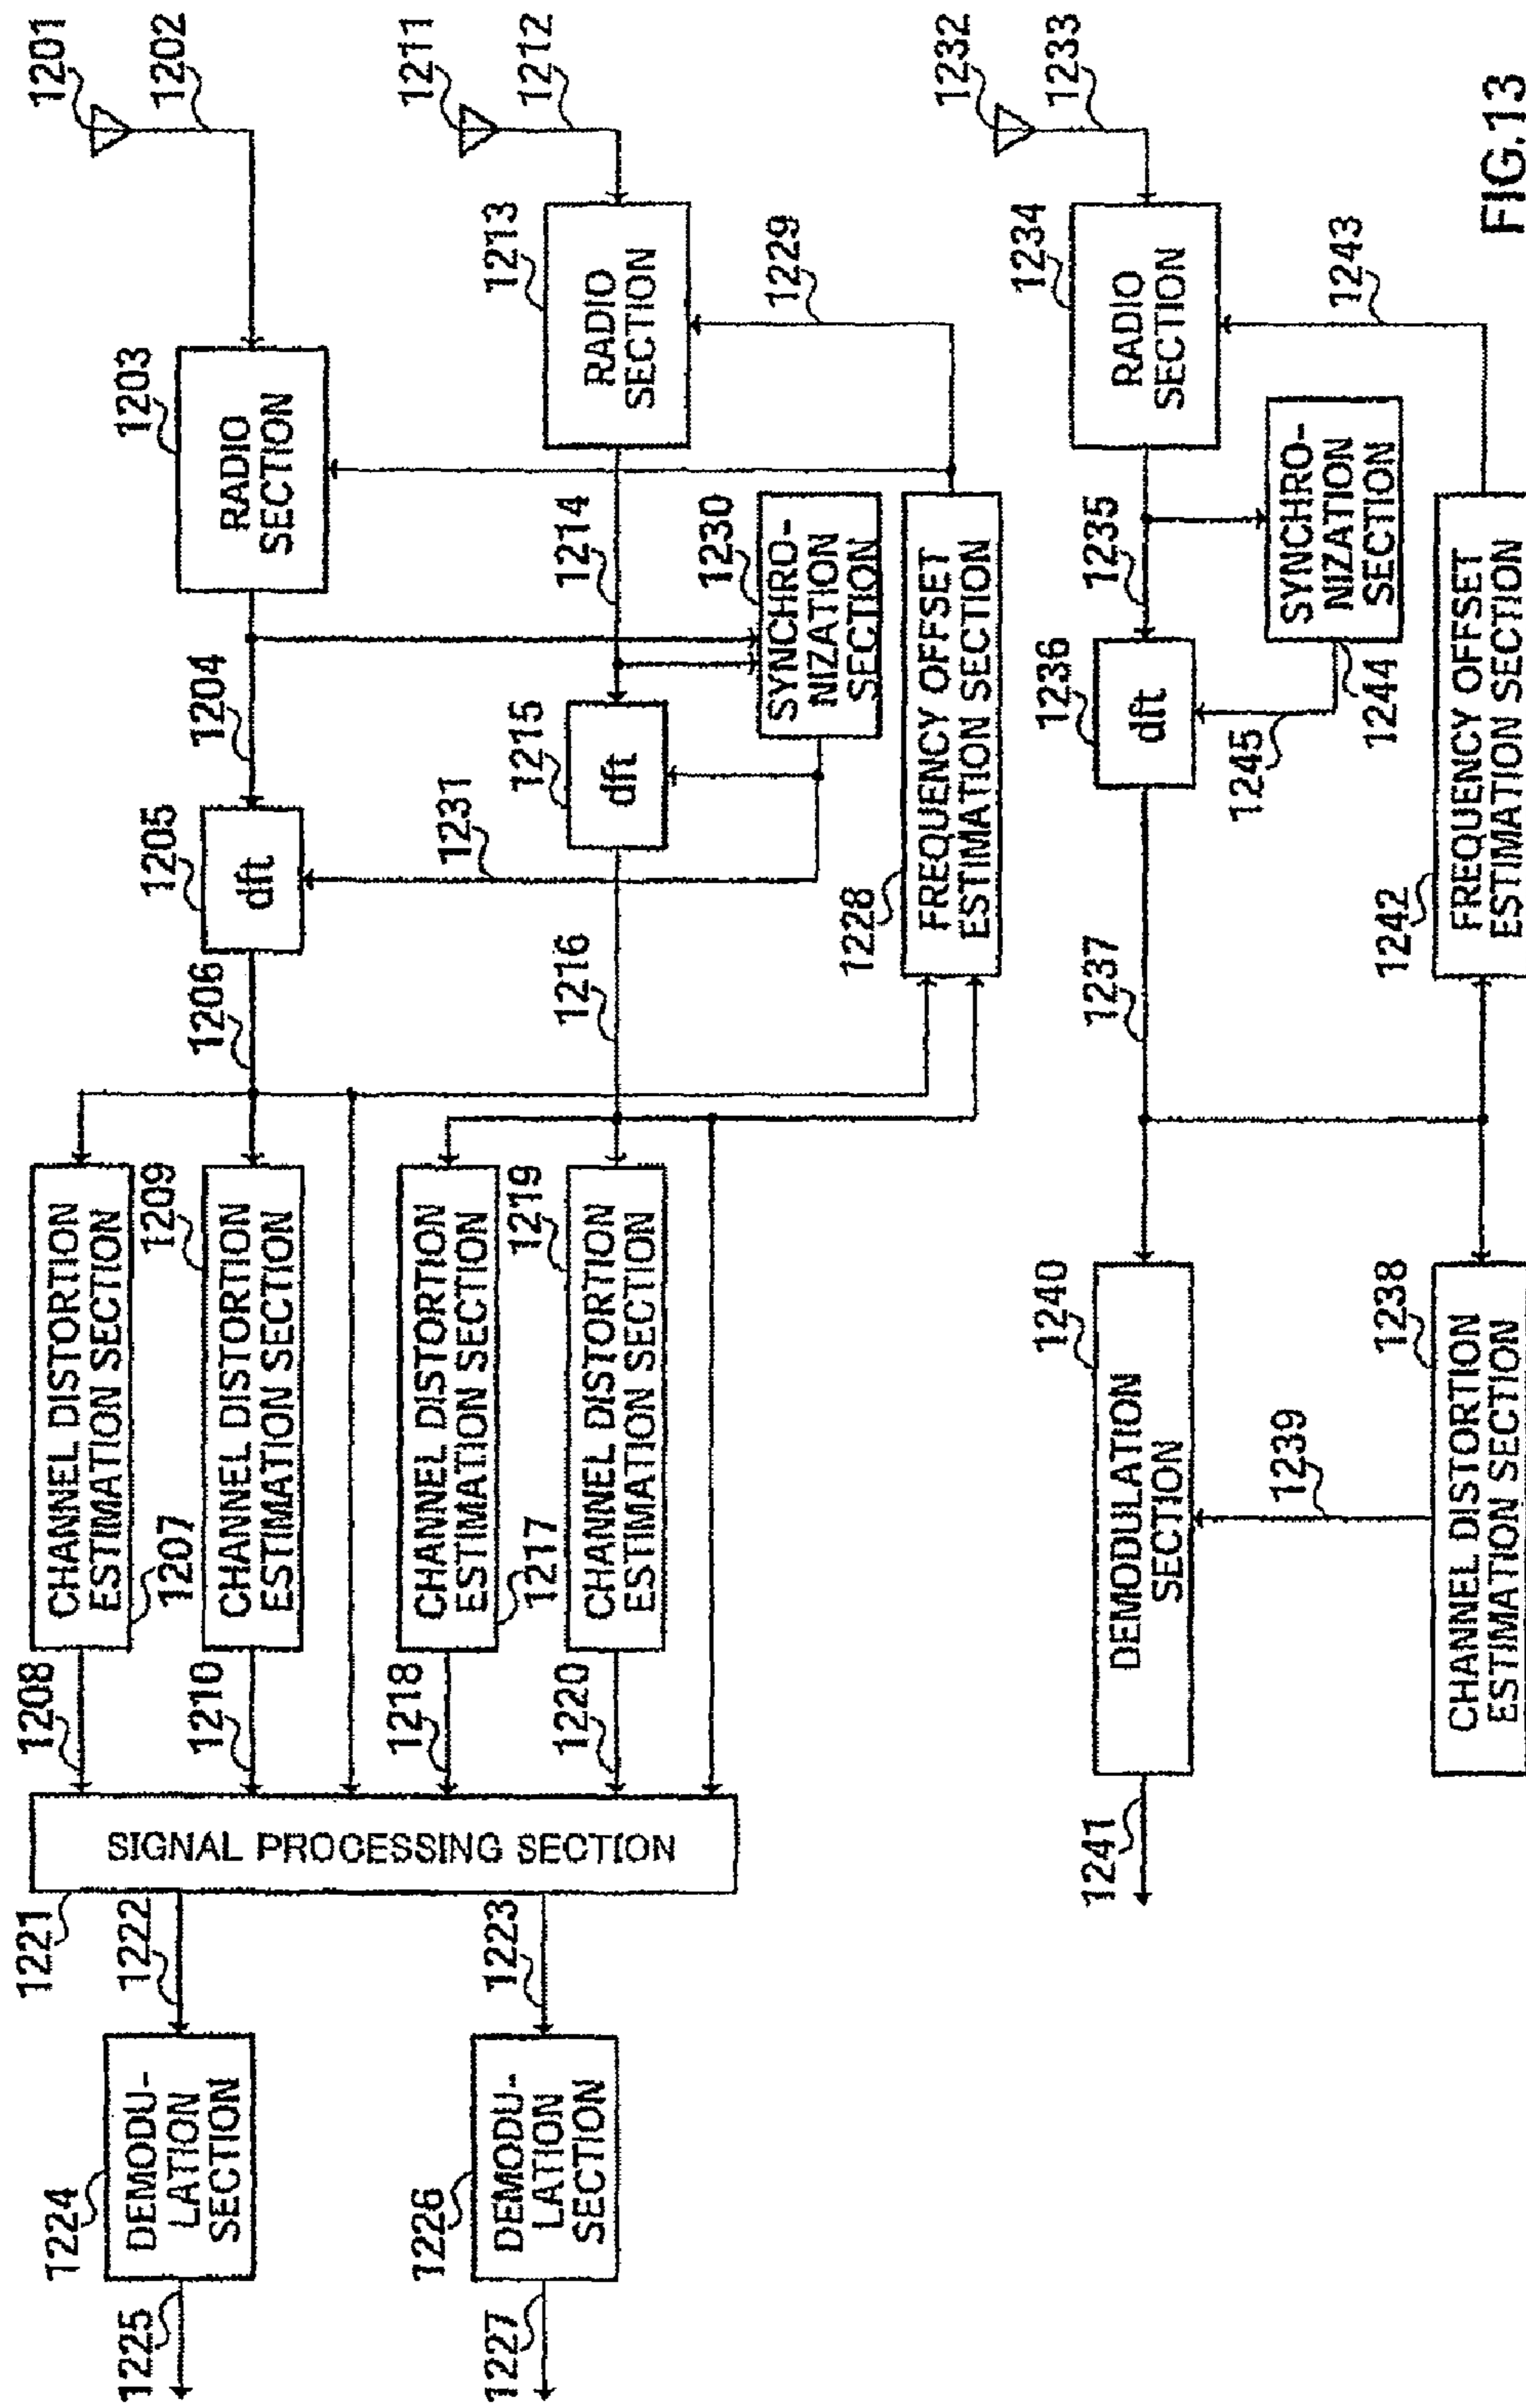 1201
1202
1203
RADIO
SECTION
1204
1205
dft
1206
CHANNEL DISTORTION
ESTIMATION SECTION
1207
1208
1209
CHANNEL DISTORTION
ESTIMATION SECTION
1210
1211
1212
1213
RADIO
SECTION
1214
1215
dft
1216
CHANNEL DISTORTION
ESTIMATION SECTION
1217
1218
1219
CHANNEL DISTORTION
ESTIMATION SECTION
1220
SIGNAL PROCESSING SECTION
1221
1222
1223
1224
DEMODU-
LATION
SECTION
1225
1226
DEMODU-
LATION
SECTION
1227
1228
FREQUENCY OFFSET
ESTIMATION SECTION
1229
1230
SYNCHRO-
NIZATION
SECTION
1231
1232
1233
1234
RADIO
SECTION
1235
1236
dft
1237
1238
CHANNEL DISTORTION
ESTIMATION SECTION
1239
1240
DEMODULATION
SECTION
1241
1242
FREQUENCY OFFSET
ESTIMATION SECTION
1243
SYNCHRO-
NIZATION
SECTION
1244
1245
FIG.13